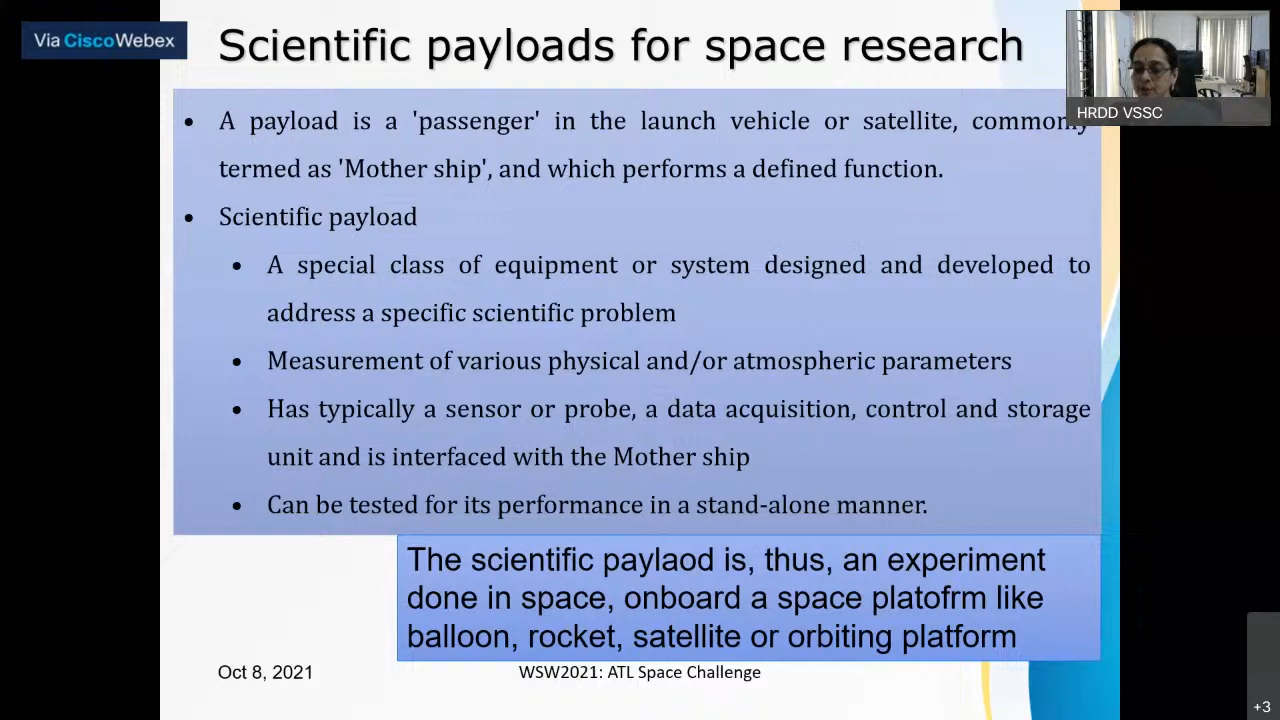 Via Cisco Webex
Scientific payloads for space research
HRDD VSSC
• A payload is a 'passenger' in the launch vehicle or satellite, commonly
termed as 'Mother ship', and which performs a defined function.
• Scientific payload
• A special class of equipment or system designed and developed to
address a specific scientific problem
• Measurement of various physical and/or atmospheric parameters
• Has typically a sensor or probe, a data acquisition, control and storage
unit and is interfaced with the Mother ship
• Can be tested for its performance in a stand-alone manner.
The scientific paylaod is, thus, an experiment
done in space, onboard a space platofrm like
balloon, rocket, satellite or orbiting platform
Oct 8, 2021
WSW2021: ATL Space Challenge
+3